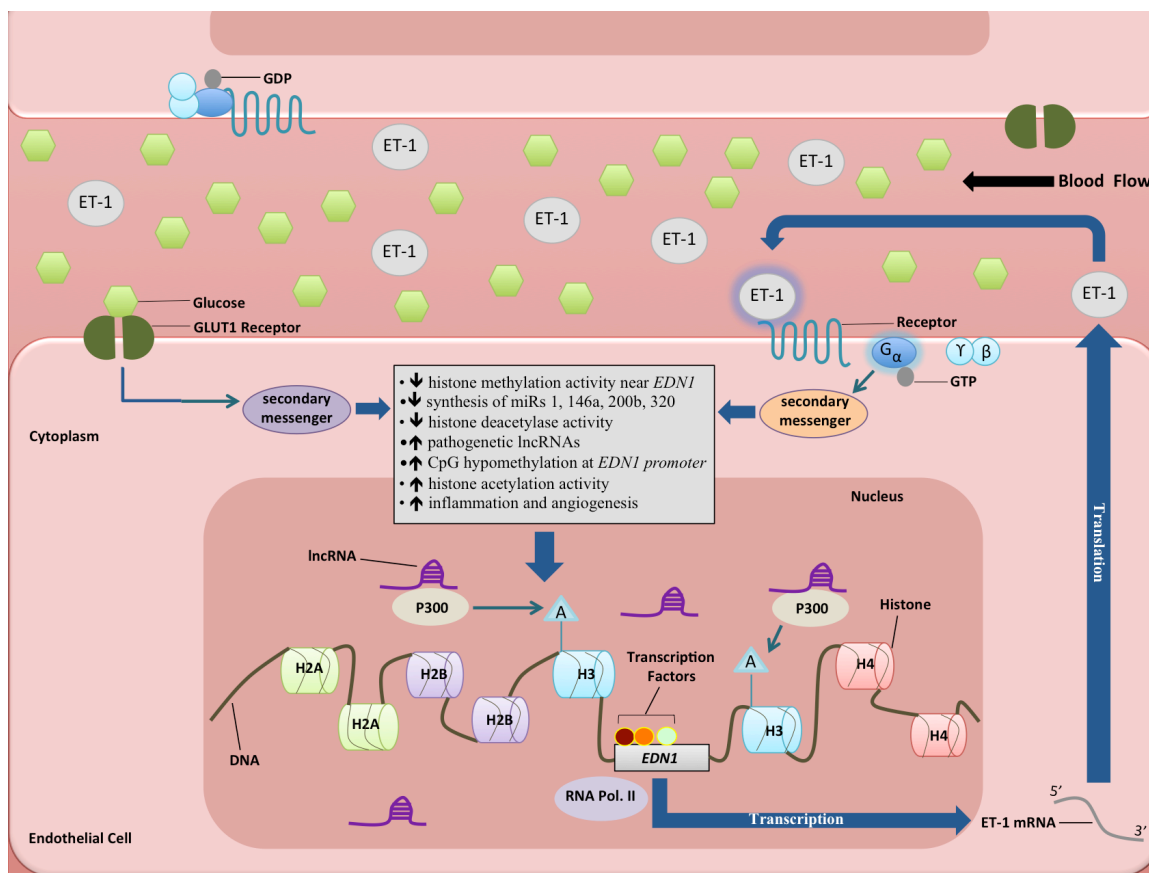 GDP
ET-1
ET-1
Blood Flow
ET-1
ET-1
ET-1
ET-1
ET-1
ET-1
Glucose
GLUT1 Receptor
Receptor
Gα
ϒ
β
GTP
secondary
messenger
• 🡇 histone methylation activity near EDN1
•🡇 synthesis of miRs 1, 146a, 200b, 320
• 🡇 histone deacetylase activity
•🡅 pathogenetic lncRNAs
•🡅 CpG hypomethylation at EDN1 promoter
• 🡅 histone acetylation activity
• 🡅 inflammation and angiogenesis
secondary
messenger
Cytoplasm
Nucleus
Translation
lncRNA
P300
A
P300
Histone
A
Transcription
Factors
H2A
H2A
H2B
H2B
H3
H3
H4
H4
DNA
EDN1
RNA Pol. II
Transcription
ET-1 mRNA
5’
3’
Endothelial Cell